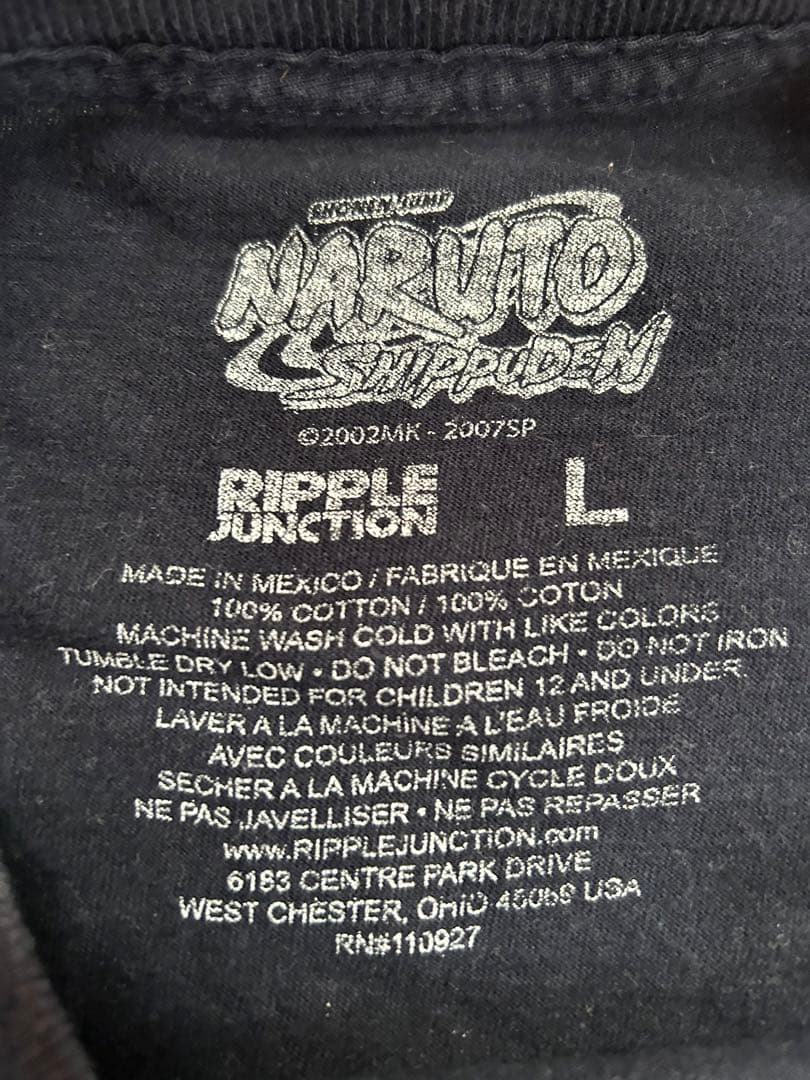 SHONEN JUMP
NARUTO
SHIPPUDEN
©2002MK - 2007SP
RIPPLE
JUNCTION
L
MADE IN MEXICO / FABRIQUE EN MEXIQUE
100% COTTON / 100% COTON
MACHINE WASH COLD WITH LIKE COLORS
TUMBLE DRY LOW • DO NOT BLEACH • DO NOT IRON
NOT INTENDED FOR CHILDREN 12 AND UNDER.
LAVER A LA MACHINE A L'EAU FROIDE
AVEC COULEURS SIMILAIRES
SECHER A LA MACHINE CYCLE DOUX
NE PAS JAVELLISER • NE PAS REPASSER
www.RIPPLEJUNCTION.com
6183 CENTRE PARK DRIVE
WEST CHESTER, OHIO 45069 USA
RN#110927